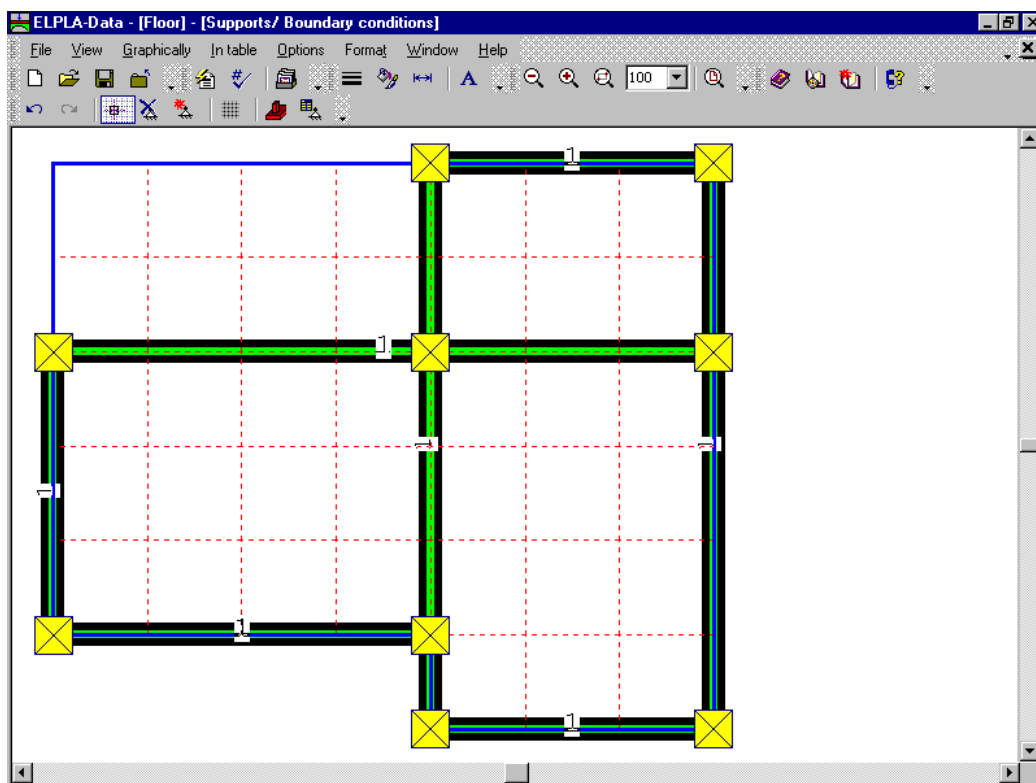 ELPLA-Data - [Floor] - [Supports/ Boundary conditions]
File View Graphically In table Options Format Window Help
A 100
1
1
1 1
1
1
1